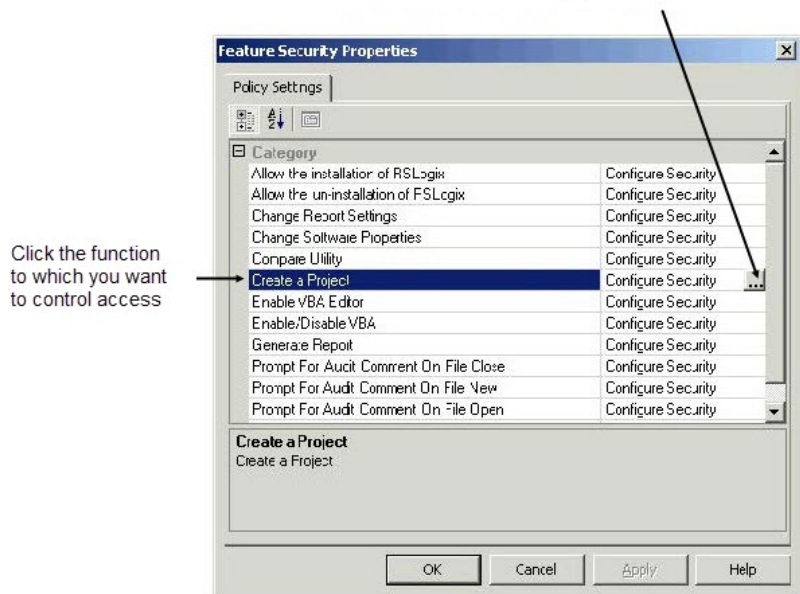 Feature Security Properties
Policy Settings
Category
Allow the installation of RSLogix Configure Security
Allow the un-installation of RSLogix Configure Security
Change Report Settings Configure Security
Change Software Properties Configure Security
Compare Utility Configure Security
Click the function
to which you want
to control access
Create a Project Configure Security ...
Enable VBA Editor Configure Security
Enable/Disable VBA Configure Security
Generate Report Configure Security
Prompt For Audit Comment On File Close Configure Security
Prompt For Audit Comment On File New Configure Security
Prompt For Audit Comment On File Open Configure Security
Create a Project
Create a Project
OK Cancel Apply Help